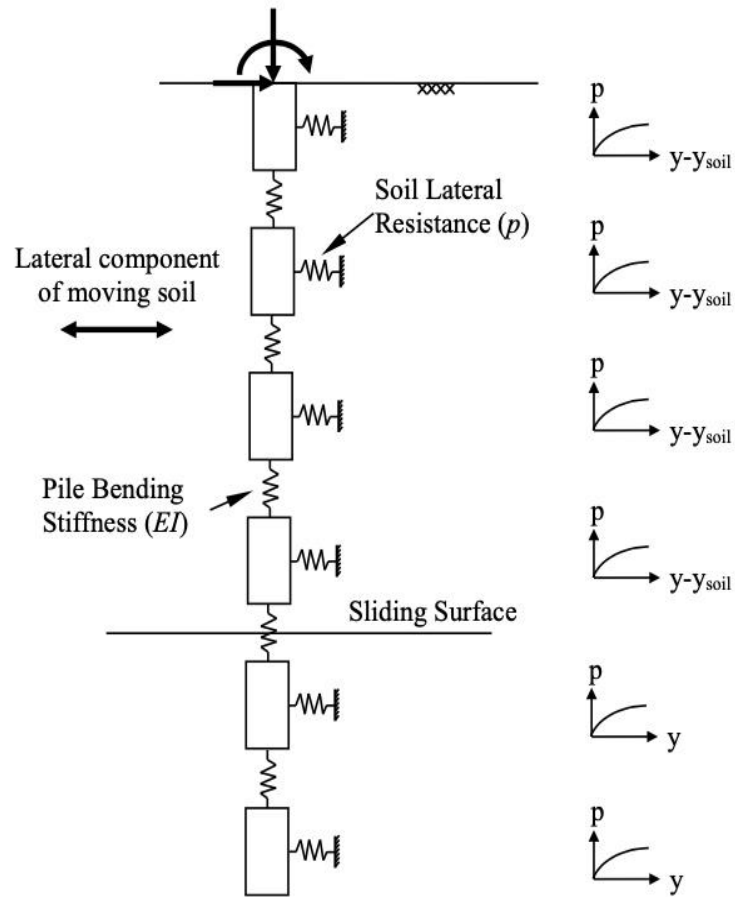 p
y-ysoil
Soil Lateral
Resistance (p)
p
y-ysoil
Lateral component
of moving soil
p
y-ysoil
Pile Bending
Stiffness (EI)
p
y-ysoil
Sliding Surface
p
y
p
y